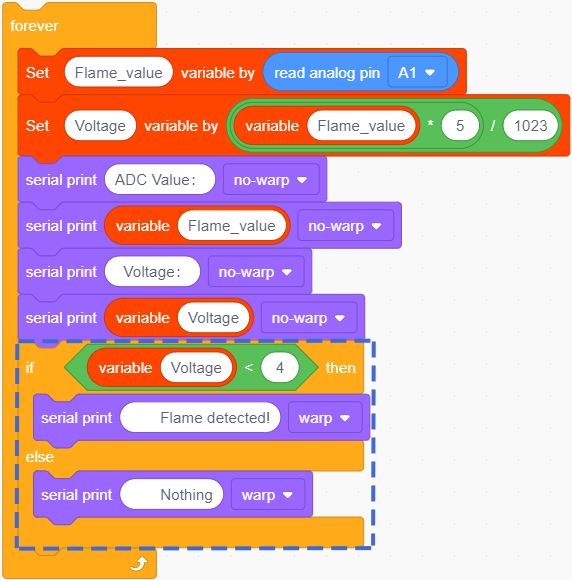 forever
Set Flame_value variable by read analog pin A1
Set Voltage variable by variable Flame_value * 5 / 1023
serial print ADC Value: no-warp
serial print variable Flame_value no-warp
serial print Voltage: no-warp
serial print variable Voltage no-warp
if variable Voltage < 4 then
serial print Flame detected! warp
else
serial print Nothing warp